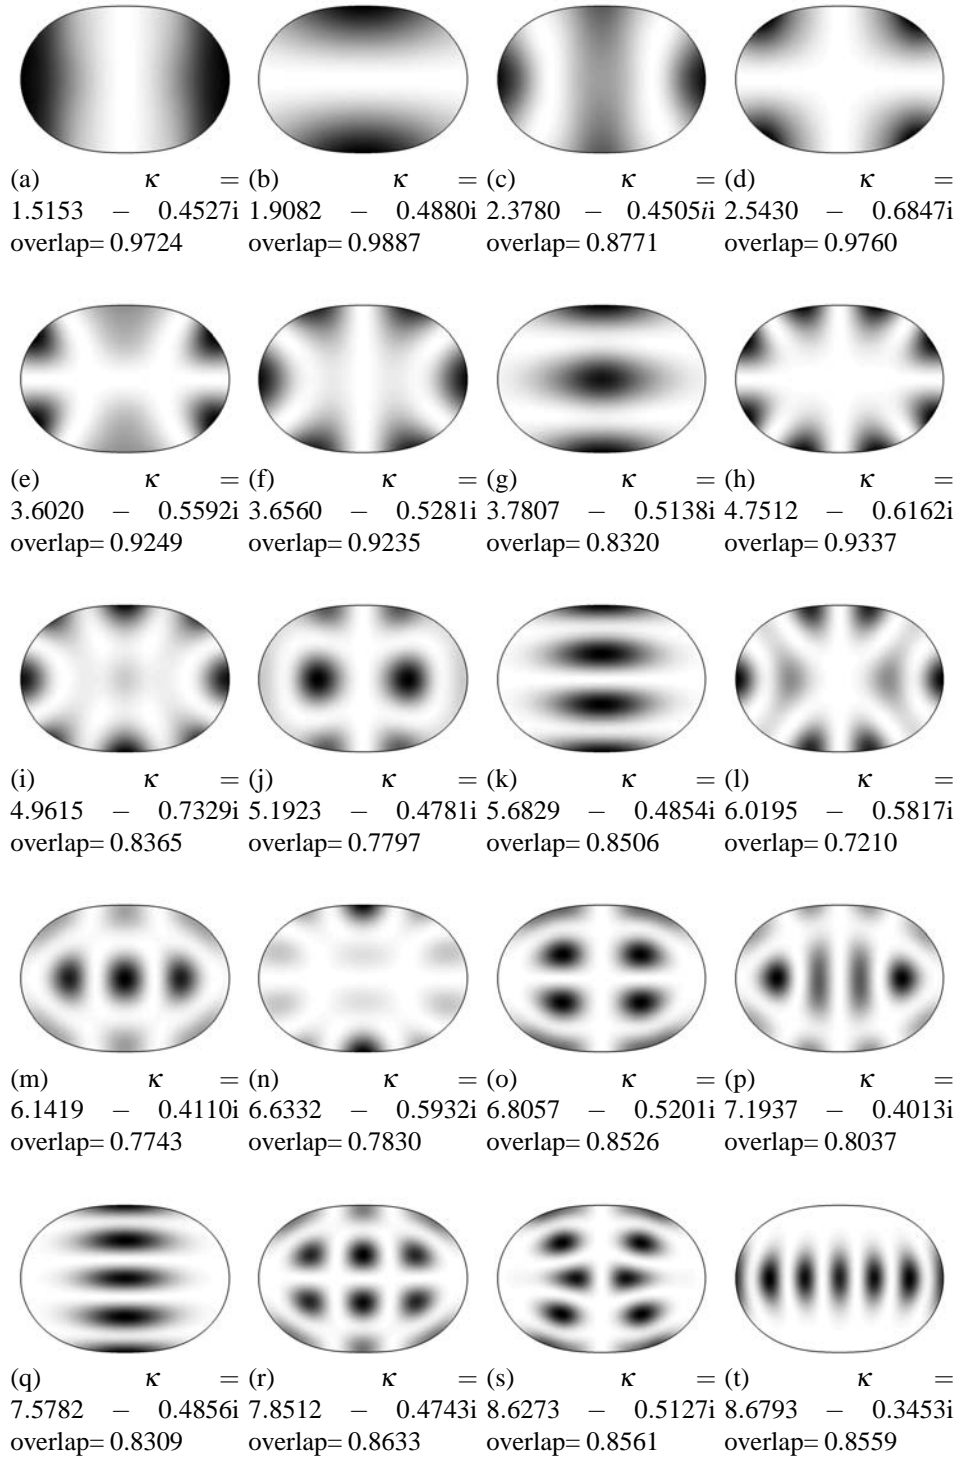 (a) κ = (b) κ = (c) κ = (d) κ =
1.5153 − 0.4527i 1.9082 − 0.4880i 2.3780 − 0.4505ii 2.5430 − 0.6847i
overlap= 0.9724 overlap= 0.9887 overlap= 0.8771 overlap= 0.9760
(e) κ = (f) κ = (g) κ = (h) κ =
3.6020 − 0.5592i 3.6560 − 0.5281i 3.7807 − 0.5138i 4.7512 − 0.6162i
overlap= 0.9249 overlap= 0.9235 overlap= 0.8320 overlap= 0.9337
(i) κ = (j) κ = (k) κ = (l) κ =
4.9615 − 0.7329i 5.1923 − 0.4781i 5.6829 − 0.4854i 6.0195 − 0.5817i
overlap= 0.8365 overlap= 0.7797 overlap= 0.8506 overlap= 0.7210
(m) κ = (n) κ = (o) κ = (p) κ =
6.1419 − 0.4110i 6.6332 − 0.5932i 6.8057 − 0.5201i 7.1937 − 0.4013i
overlap= 0.7743 overlap= 0.7830 overlap= 0.8526 overlap= 0.8037
(q) κ = (r) κ = (s) κ = (t) κ =
7.5782 − 0.4856i 7.8512 − 0.4743i 8.6273 − 0.5127i 8.6793 − 0.3453i
overlap= 0.8309 overlap= 0.8633 overlap= 0.8561 overlap= 0.8559